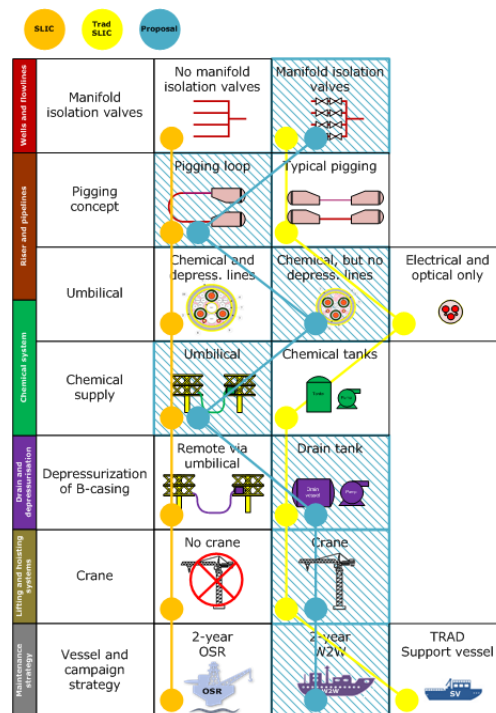 SLIC
Trad
SLIC
Proposal
Wells and flowlines
Manifold
isolation valves
No manifold
isolation valves
Manifold isolation
valves
Riser and pipelines
Pigging
concept
Pigging loop
Typical pigging
Umbilical
Chemical and
depress. lines
Chemical, but no
depress. lines
Electrical and
optical only
Chemical system
Chemical
supply
Umbilical
Chemical tanks
Drain and
depressurisation
Depressurization
of B-casing
Remote via
umbilical
Drain tank
Drain
vessel
Lifting and hoisting
systems
Crane
No crane
Crane
Maintenance
strategy
Vessel and
campaign
strategy
2-year
OSR
OSR
2-year
W2W
W2W
TRAD
Support vessel
SV